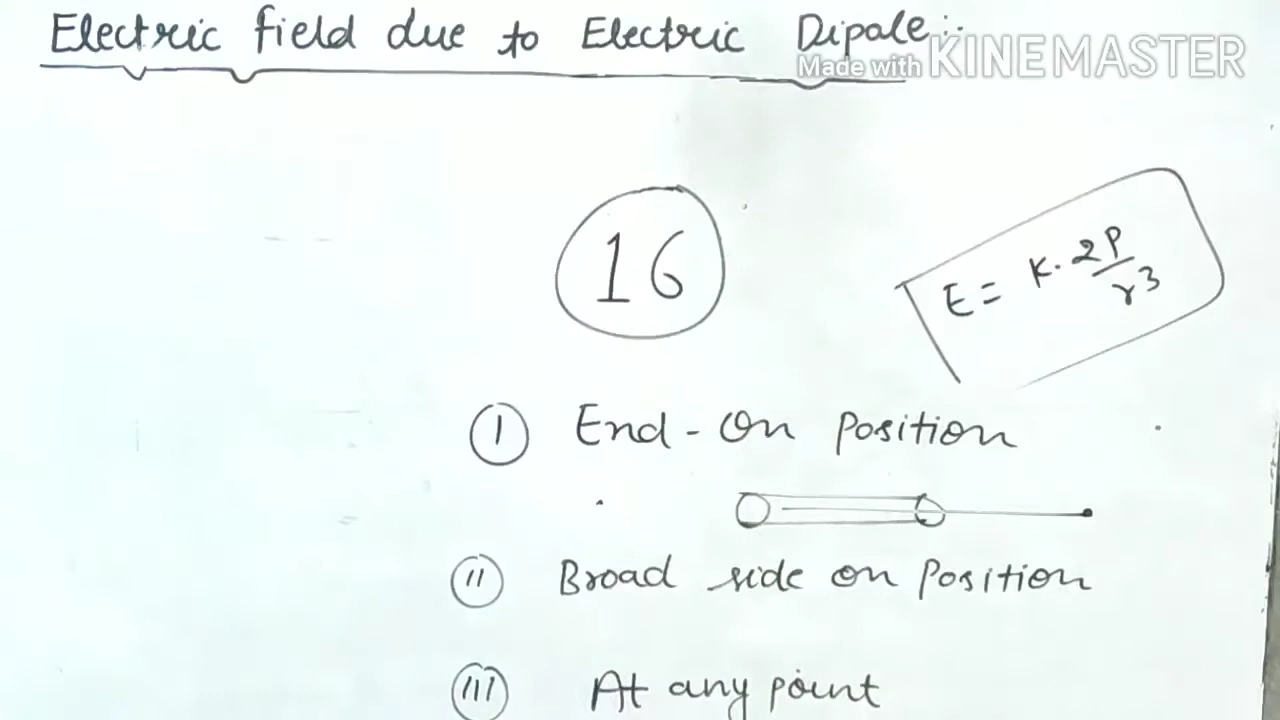 Electric field due to Electric Dipole:-
Made with KINEMASTER
16
E = K. 2P/r3
(I) End-On position
(II) Broad side on Position
(III) At any point